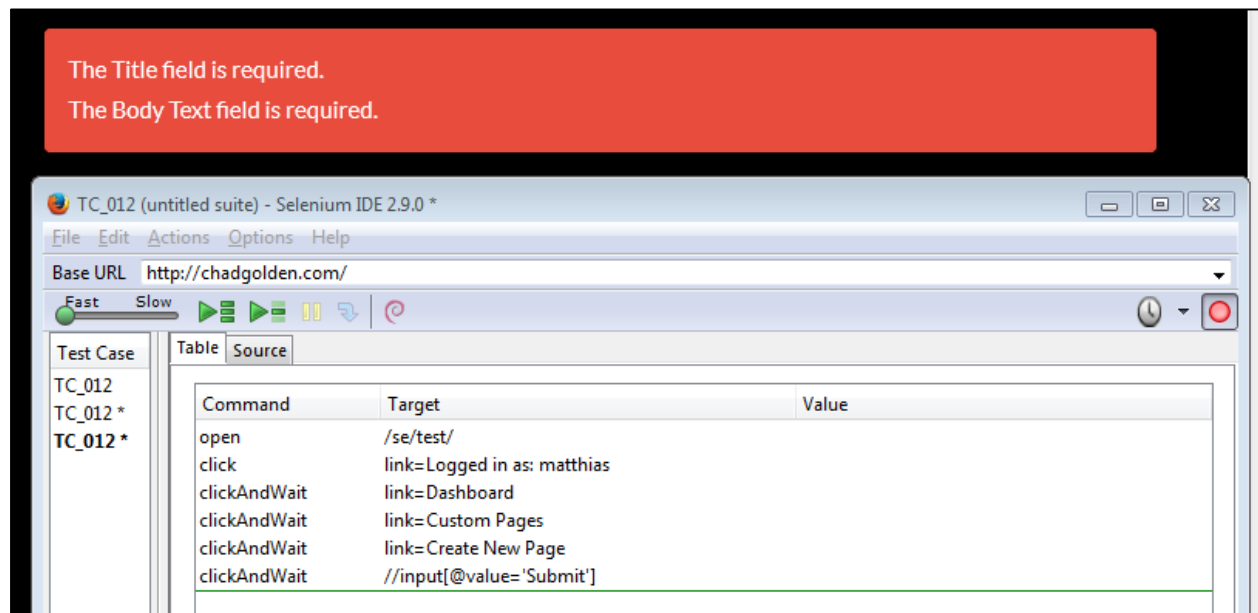 The Title field is required.
The Body Text field is required.
TC_012 (untitled suite) - Selenium IDE 2.9.0 *
File Edit Actions Options Help
Base URL http://chadgolden.com/
Fast Slow
Test Case
Table Source
TC_012
TC_012 *
TC_012 *
Command Target Value
open /se/test/
click link=Logged in as: matthias
clickAndWait link=Dashboard
clickAndWait link=Custom Pages
clickAndWait link=Create New Page
clickAndWait //input[@value='Submit']